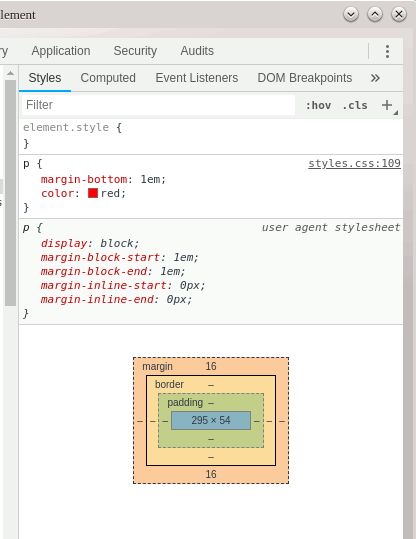 lement
ry Application Security Audits
Styles Computed Event Listeners DOM Breakpoints »
Filter :hov .cls +
element.style {
}
p { styles.css:109
margin-bottom: 1em;
color: red;
}
p { user agent stylesheet
display: block;
margin-block-start: 1em;
margin-block-end: 1em;
margin-inline-start: 0px;
margin-inline-end: 0px;
}
margin 16
border –
padding –
– – – 295 × 54 – – –
–
–
16